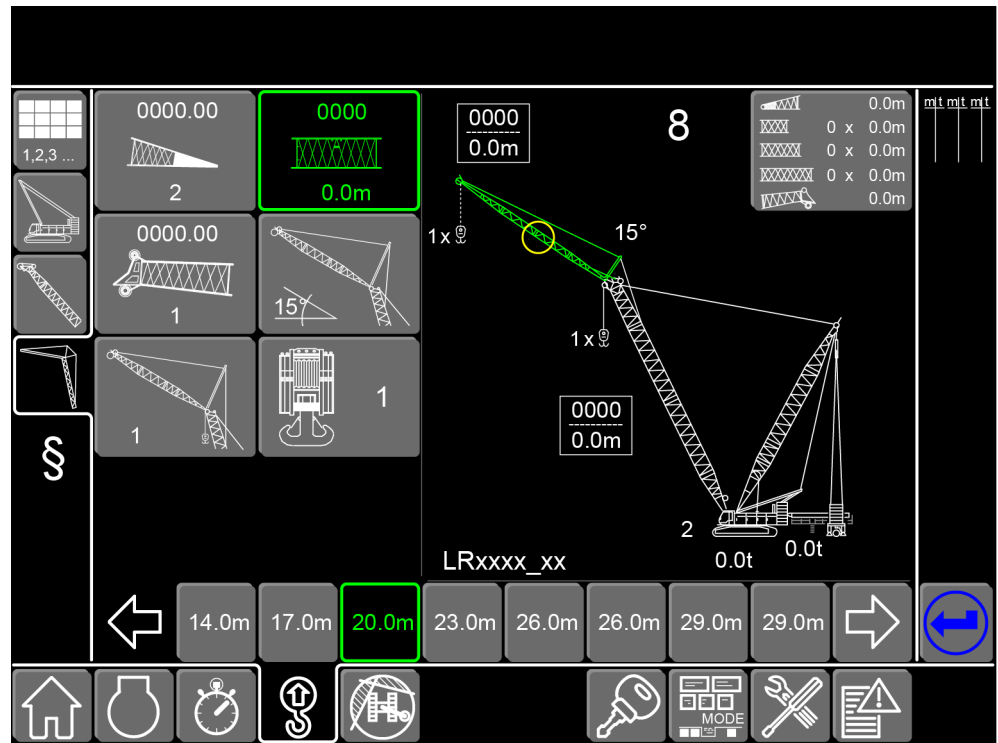 1,2,3 ...
§
0000.00
2
0000
0.0m
0000.00
1
15°
1
1
0000
0.0m
8
0.0m
0 x 0.0m
0 x 0.0m
0 x 0.0m
0.0m
m|t m|t m|t
1 x
15°
1 x
0000
0.0m
2
0.0t
0.0t
LRxxxx_xx
14.0m
17.0m
20.0m
23.0m
26.0m
26.0m
29.0m
29.0m
MODE